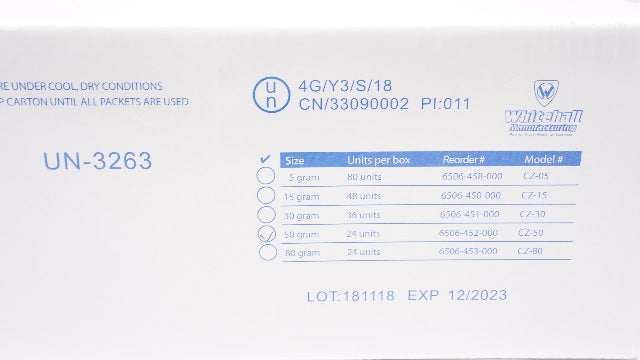 RE UNDER COOL, DRY CONDITIONS
P CARTON UNTIL ALL PACKETS ARE USED
UN-3263
un
4G/Y3/S/18
CN/33090002 PI:011
Whitehall
Manufacturing
✓ Size Units per box Reorder# Model #
5 gram 80 units 6506-458-000 CZ-05
15 gram 48 units 6506-450-000 CZ-15
30 gram 36 units 6506-451-000 CZ-30
50 gram 24 units 6506-452-000 CZ-50
80 gram 24 units 6506-453-000 CZ-80
LOT:181118 EXP 12/2023